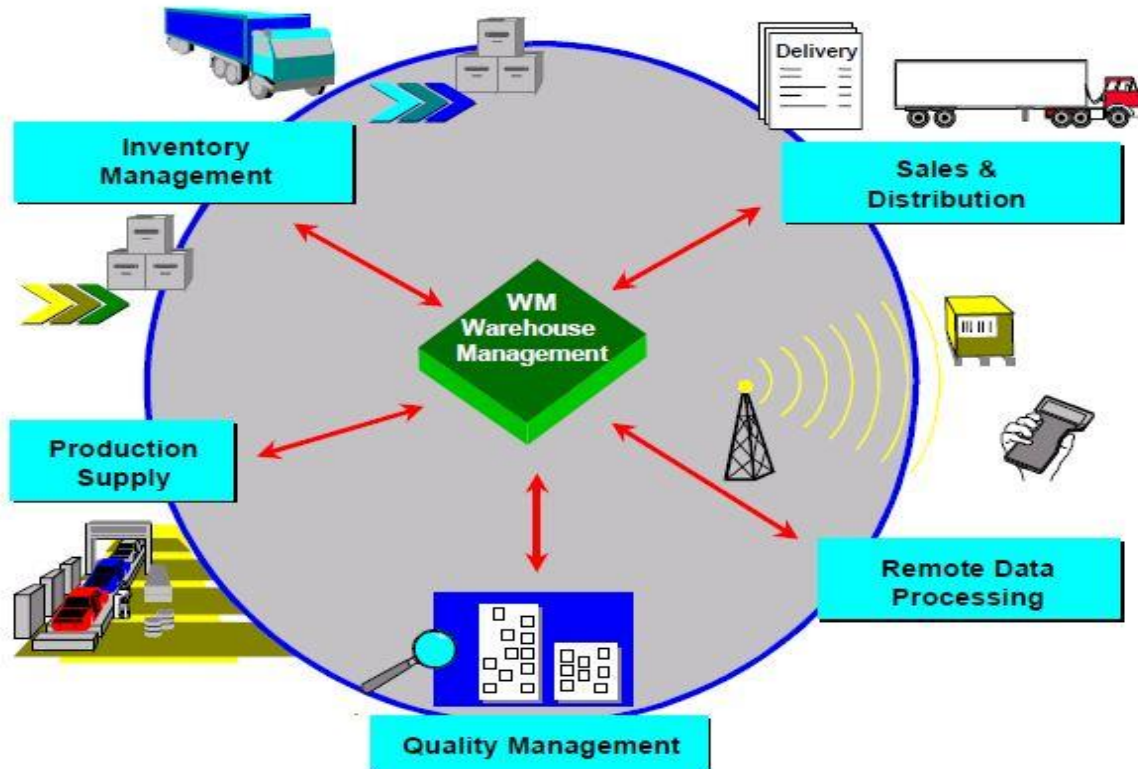 Delivery
Inventory
Management
Sales &
Distribution
WM
Warehouse
Management
Production
Supply
Remote Data
Processing
Quality Management